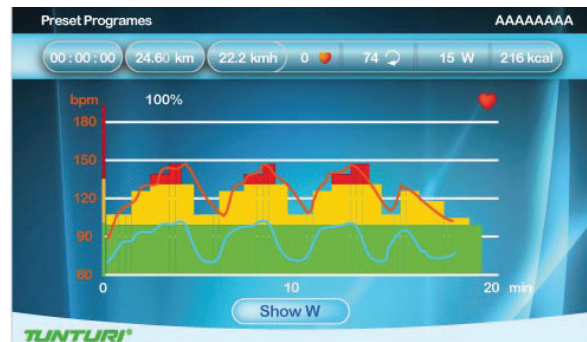 Preset Programes AAAAAAAA
00:00:00 24.60 km 22.2 kmh 0 74 15 W 216 kcal
bpm 100%
180
150
120
90
60
0 10 20 min
Show W
TUNTURI®